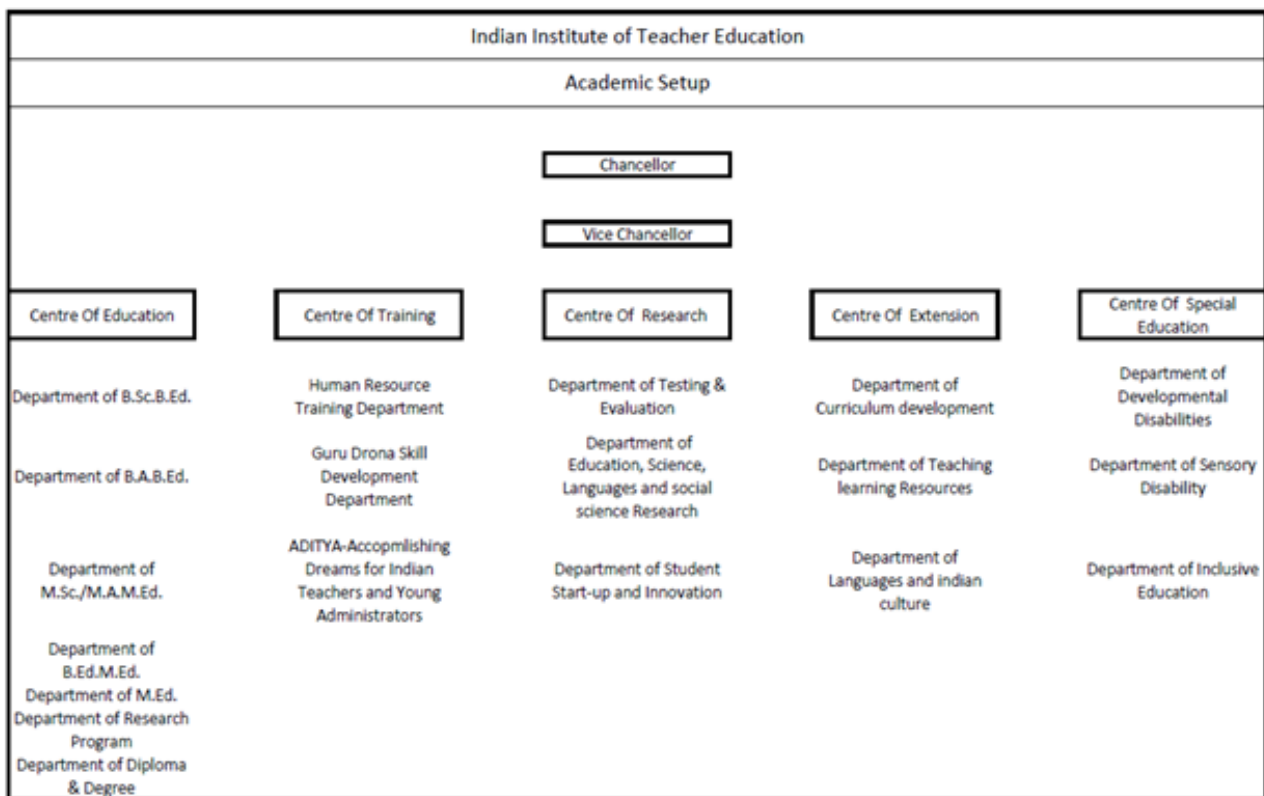 Indian Institute of Teacher Education
Academic Setup
Chancellor
Vice Chancellor
Centre Of Education
Centre Of Training
Centre Of Research
Centre Of Extension
Centre Of Special
Education
Department of B.Sc.B.Ed.
Human Resource
Training Department
Department of Testing &
Evaluation
Department of
Curriculum development
Department of
Developmental
Disabilities
Department of B.A.B.Ed.
Guru Drona Skill
Development
Department
Department of
Education, Science,
Languages and social
science Research
Department of Teaching
learning Resources
Department of Sensory
Disability
Department of
M.Sc./M.A.M.Ed.
ADITYA-Accopmlishing
Dreams for Indian
Teachers and Young
Administrators
Department of Student
Start-up and Innovation
Department of
Languages and indian
culture
Department of Inclusive
Education
Department of
B.Ed.M.Ed.
Department of M.Ed.
Department of Research
Program
Department of Diploma
& Degree